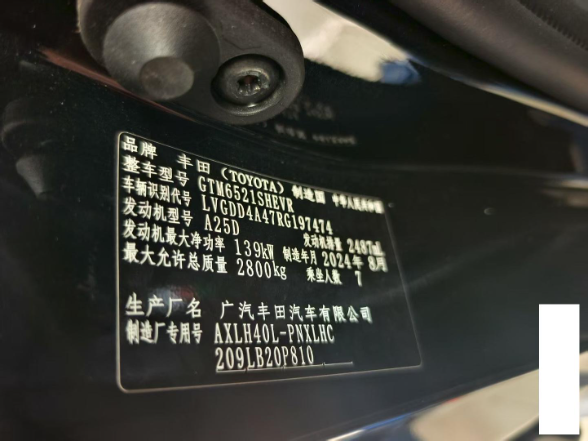 品牌 丰田(TOYOTA) 制造国 中华人民共和国
整车型号 GTM6521SHEVR
车辆识别代号 LVGDD4A47RG197474
发动机型号 A25D 发动机排量 2487mL
发动机最大净功率 139kW 制造年月 2024年8月
最大允许总质量 2800kg 乘坐人数 7
生产厂名 广汽丰田汽车有限公司
制造厂专用号 AXLH40L-PNXLHC
209LB20P810